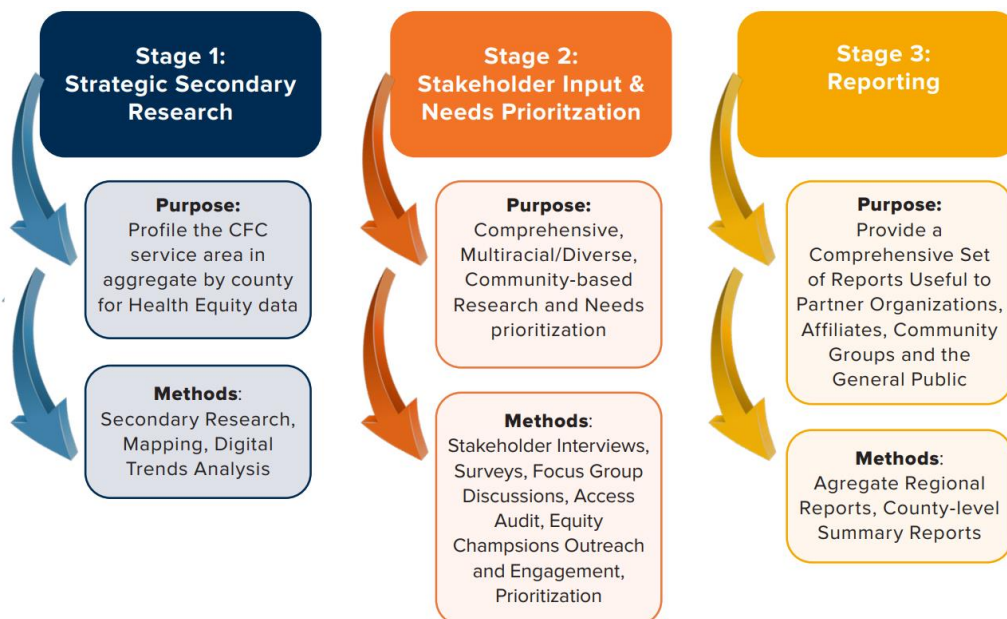 Stage 1:
Strategic Secondary
Research
Purpose:
Profile the CFC
service area in
aggregate by county
for Health Equity data
Methods:
Secondary Research,
Mapping, Digital
Trends Analysis
Stage 2:
Stakeholder Input &
Needs Prioritzation
Purpose:
Comprehensive,
Multiracial/Diverse,
Community-based
Research and Needs
prioritization
Methods:
Stakeholder Interviews,
Surveys, Focus Group
Discussions, Access
Audit, Equity
Champsions Outreach
and Engagement,
Prioritization
Stage 3:
Reporting
Purpose:
Provide a
Comprehensive Set
of Reports Useful to
Partner Organizations,
Affiliates, Community
Groups and the
General Public
Methods:
Agregate Regional
Reports, County-level
Summary Reports